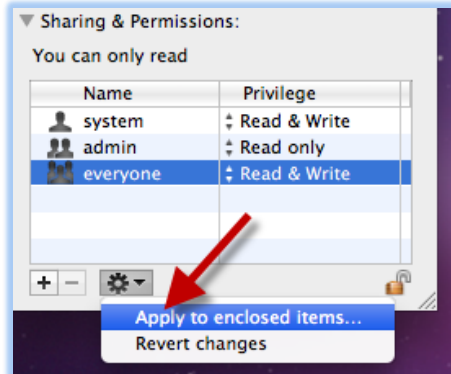 Sharing & Permissions:
You can only read
Name Privilege
system Read & Write
admin Read only
everyone Read & Write
Apply to enclosed items...
Revert changes